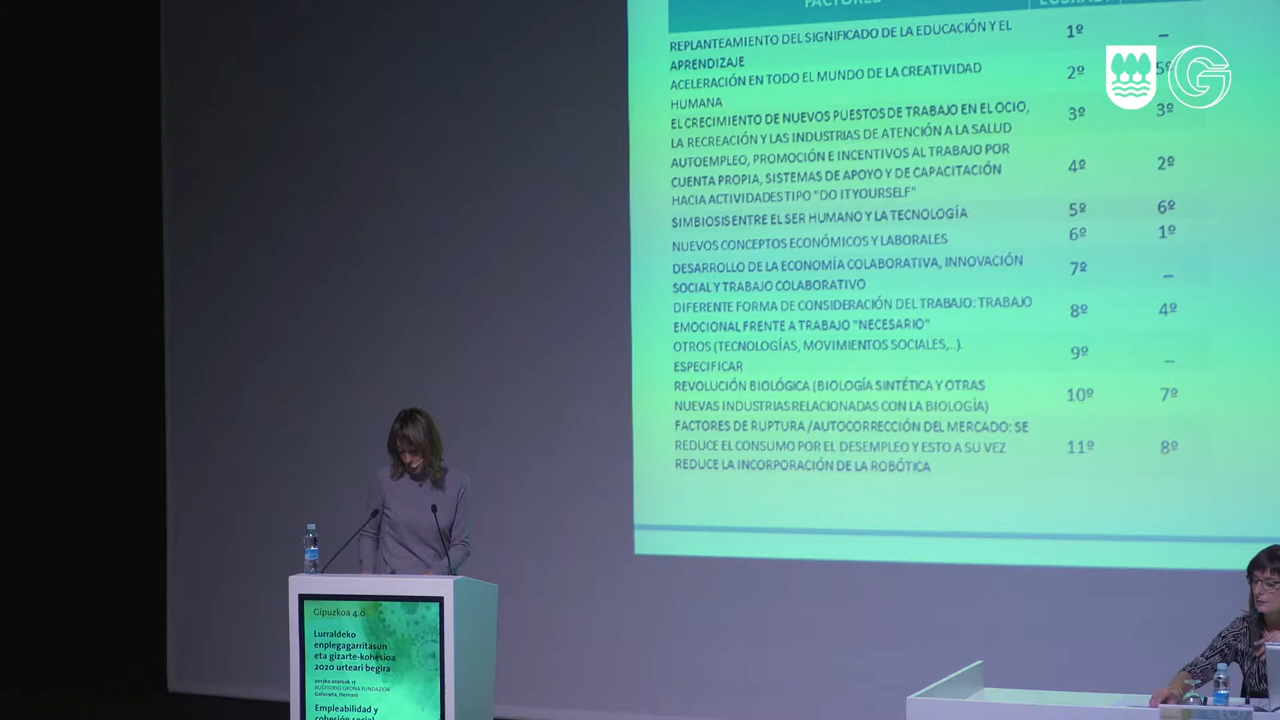 FACTORES
REPLANTEAMIENTO DEL SIGNIFICADO DE LA EDUCACIÓN Y EL 1º _
APRENDIZAJE
ACELERACIÓN EN TODO EL MUNDO DE LA CREATIVIDAD 2º 5º
HUMANA
EL CRECIMIENTO DE NUEVOS PUESTOS DE TRABAJO EN EL OCIO, 3º 3º
LA RECREACIÓN Y LAS INDUSTRIAS DE ATENCIÓN A LA SALUD
AUTOEMPLEO, PROMOCIÓN E INCENTIVOS AL TRABAJO POR
CUENTA PROPIA, SISTEMAS DE APOYO Y DE CAPACITACIÓN 4º 2º
HACIA ACTIVIDADES TIPO "DO IT YOURSELF"
SIMBIOSIS ENTRE EL SER HUMANO Y LA TECNOLOGÍA 5º 6º
NUEVOS CONCEPTOS ECONÓMICOS Y LABORALES 6º 1º
DESARROLLO DE LA ECONOMÍA COLABORATIVA, INNOVACIÓN 7º _
SOCIAL Y TRABAJO COLABORATIVO
DIFERENTE FORMA DE CONSIDERACIÓN DEL TRABAJO: TRABAJO 8º 4º
EMOCIONAL FRENTE A TRABAJO "NECESARIO"
OTROS (TECNOLOGÍAS, MOVIMIENTOS SOCIALES,...). 9º _
ESPECIFICAR
REVOLUCIÓN BIOLÓGICA (BIOLOGÍA SINTÉTICA Y OTRAS 10º 7º
NUEVAS INDUSTRIAS RELACIONADAS CON LA BIOLOGÍA)
FACTORES DE RUPTURA /AUTOCORRECCIÓN DEL MERCADO: SE
REDUCE EL CONSUMO POR EL DESEMPLEO Y ESTO A SU VEZ 11º 8º
REDUCE LA INCORPORACIÓN DE LA ROBÓTICA
G
Gipuzkoa 4.0
Lurraldeko
enplegagarritasun
eta gizarte-kohesioa
2020 urteari begira
2017ko azaroak 17
AUDITORIO ORONA FUNDAZIOA
Galarreta, Hernani
Empleabilidad y
cohesión social